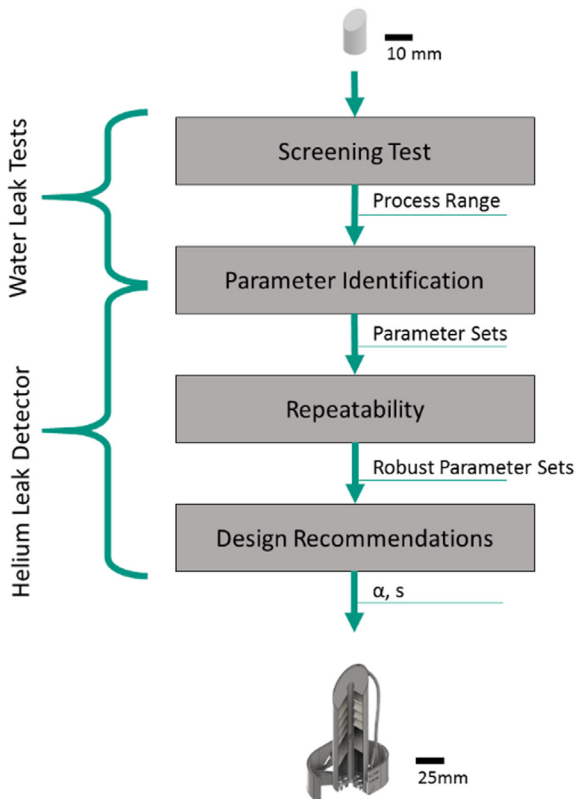 10 mm
Screening Test
Process Range
Water Leak Tests
Parameter Identification
Parameter Sets
Repeatability
Robust Parameter Sets
Helium Leak Detector
Design Recommendations
α, s
25mm